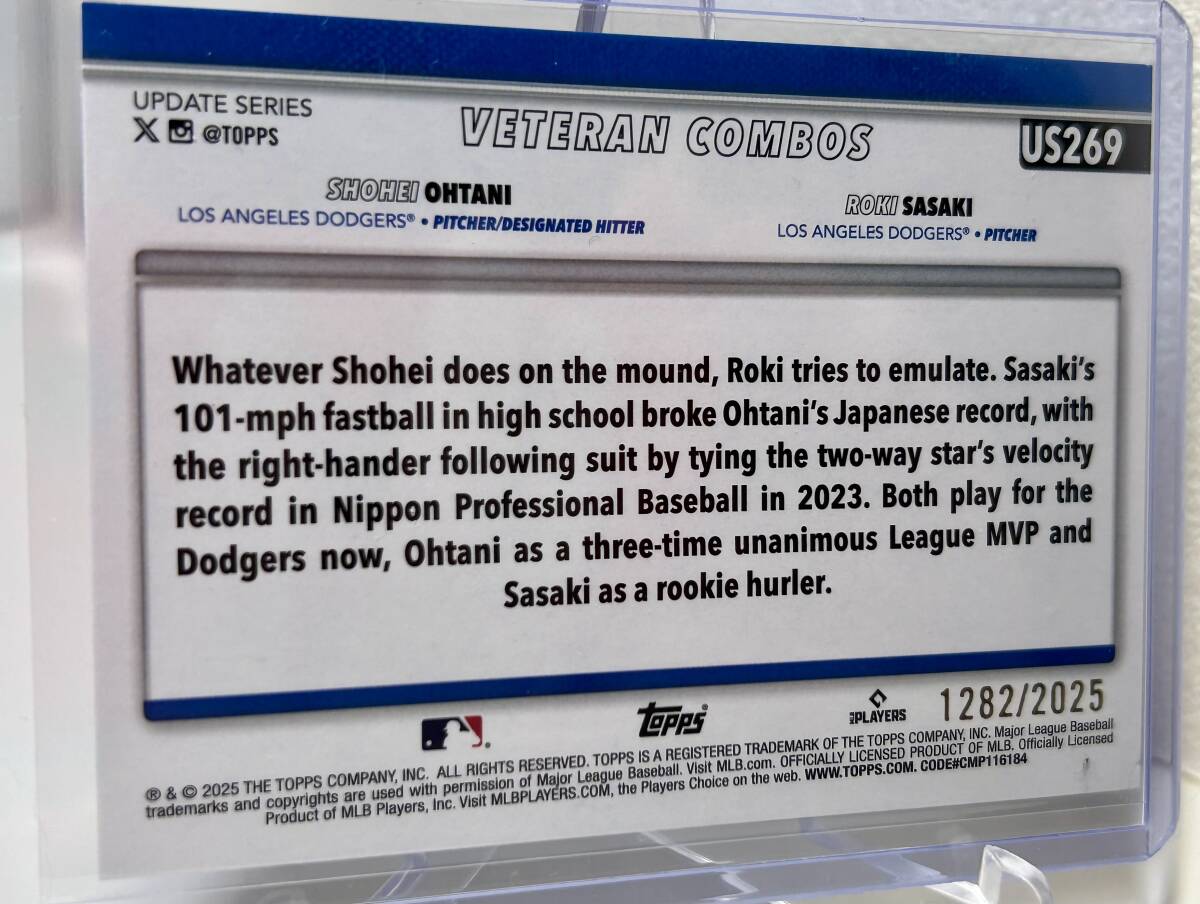 UPDATE SERIES
X @TOPPS
VETERAN COMBOS
US269
SHOHEI OHTANI
LOS ANGELES DODGERS® • PITCHER/DESIGNATED HITTER
ROKI SASAKI
LOS ANGELES DODGERS® • PITCHER
Whatever Shohei does on the mound, Roki tries to emulate. Sasaki's
101-mph fastball in high school broke Ohtani's Japanese record, with
the right-hander following suit by tying the two-way star's velocity
record in Nippon Professional Baseball in 2023. Both play for the
Dodgers now, Ohtani as a three-time unanimous League MVP and
Sasaki as a rookie hurler.
topps®
PLAYERS
1282/2025
® & © 2025 THE TOPPS COMPANY, INC. ALL RIGHTS RESERVED. TOPPS IS A REGISTERED TRADEMARK OF THE TOPPS COMPANY, INC. Major League Baseball
trademarks and copyrights are used with permission of Major League Baseball. Visit MLB.com. OFFICIALLY LICENSED PRODUCT OF MLB. Officially Licensed
Product of MLB Players, Inc. Visit MLBPLAYERS.COM, the Players Choice on the web. WWW.TOPPS.COM. CODE#CMP116184